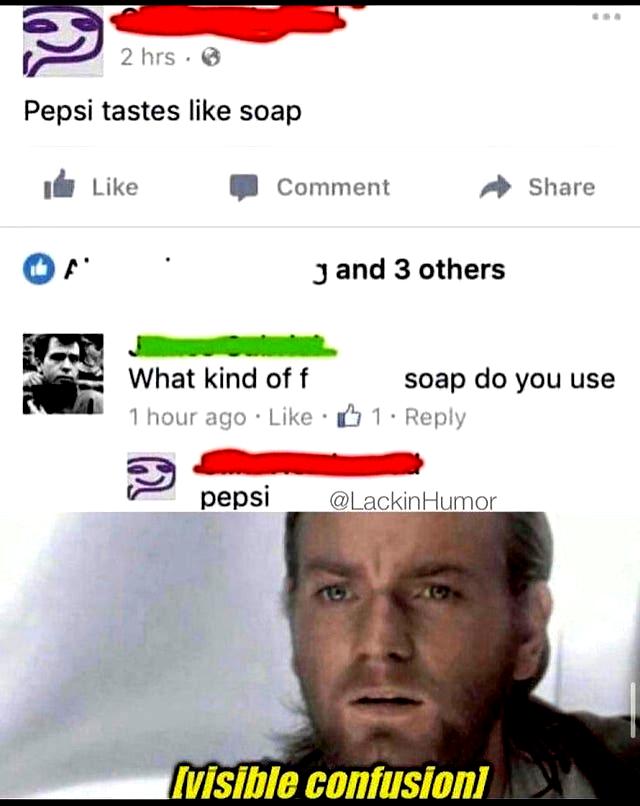 2 hrs ·
Pepsi tastes like soap
Like Comment Share
and 3 others
What kind of f soap do you use
1 hour ago · Like · 1 · Reply
pepsi @LackinHumor
[visible confusion]